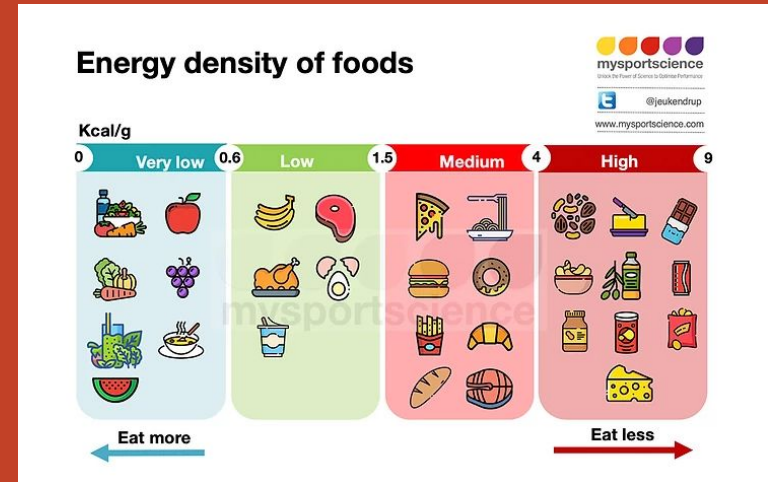 Energy density of foods
mysportscience
Unlock the Power of Science to Optimise Performance
@jeukendrup
www.mysportscience.com
Kcal/g
0 Very low 0.6 Low 1.5 Medium 4 High 9
mysportscience
Eat more
Eat less